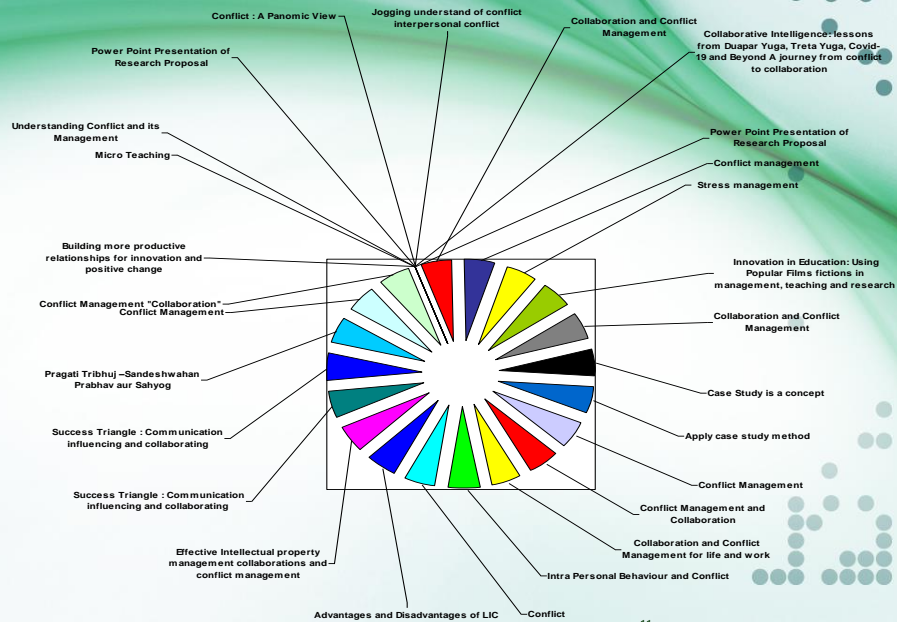 Conflict : A Panomic View
Jogging understand of conflict
interpersonal conflict
Collaboration and Conflict
Management
Collaborative Intelligence: lessons
from Duapar Yuga, Treta Yuga, Covid-
19 and Beyond A journey from conflict
to collaboration
Power Point Presentation of
Research Proposal
Understanding Conflict and its
Management
Micro Teaching
Power Point Presentation of
Research Proposal
Conflict management
Stress management
Building more productive
relationships for innovation and
positive change
Innovation in Education: Using
Popular Films fictions in
management, teaching and research
Conflict Management "Collaboration"
Conflict Management
Collaboration and Conflict
Management
Pragati Tribhuj –Sandeshwahan
Prabhav aur Sahyog
Case Study is a concept
Success Triangle : Communication
influencing and collaborating
Apply case study method
Success Triangle : Communication
influencing and collaborating
Conflict Management
Conflict Management and
Collaboration
Effective Intellectual property
management collaborations and
conflict management
Collaboration and Conflict
Management for life and work
Intra Personal Behaviour and Conflict
Advantages and Disadvantages of LIC
Conflict